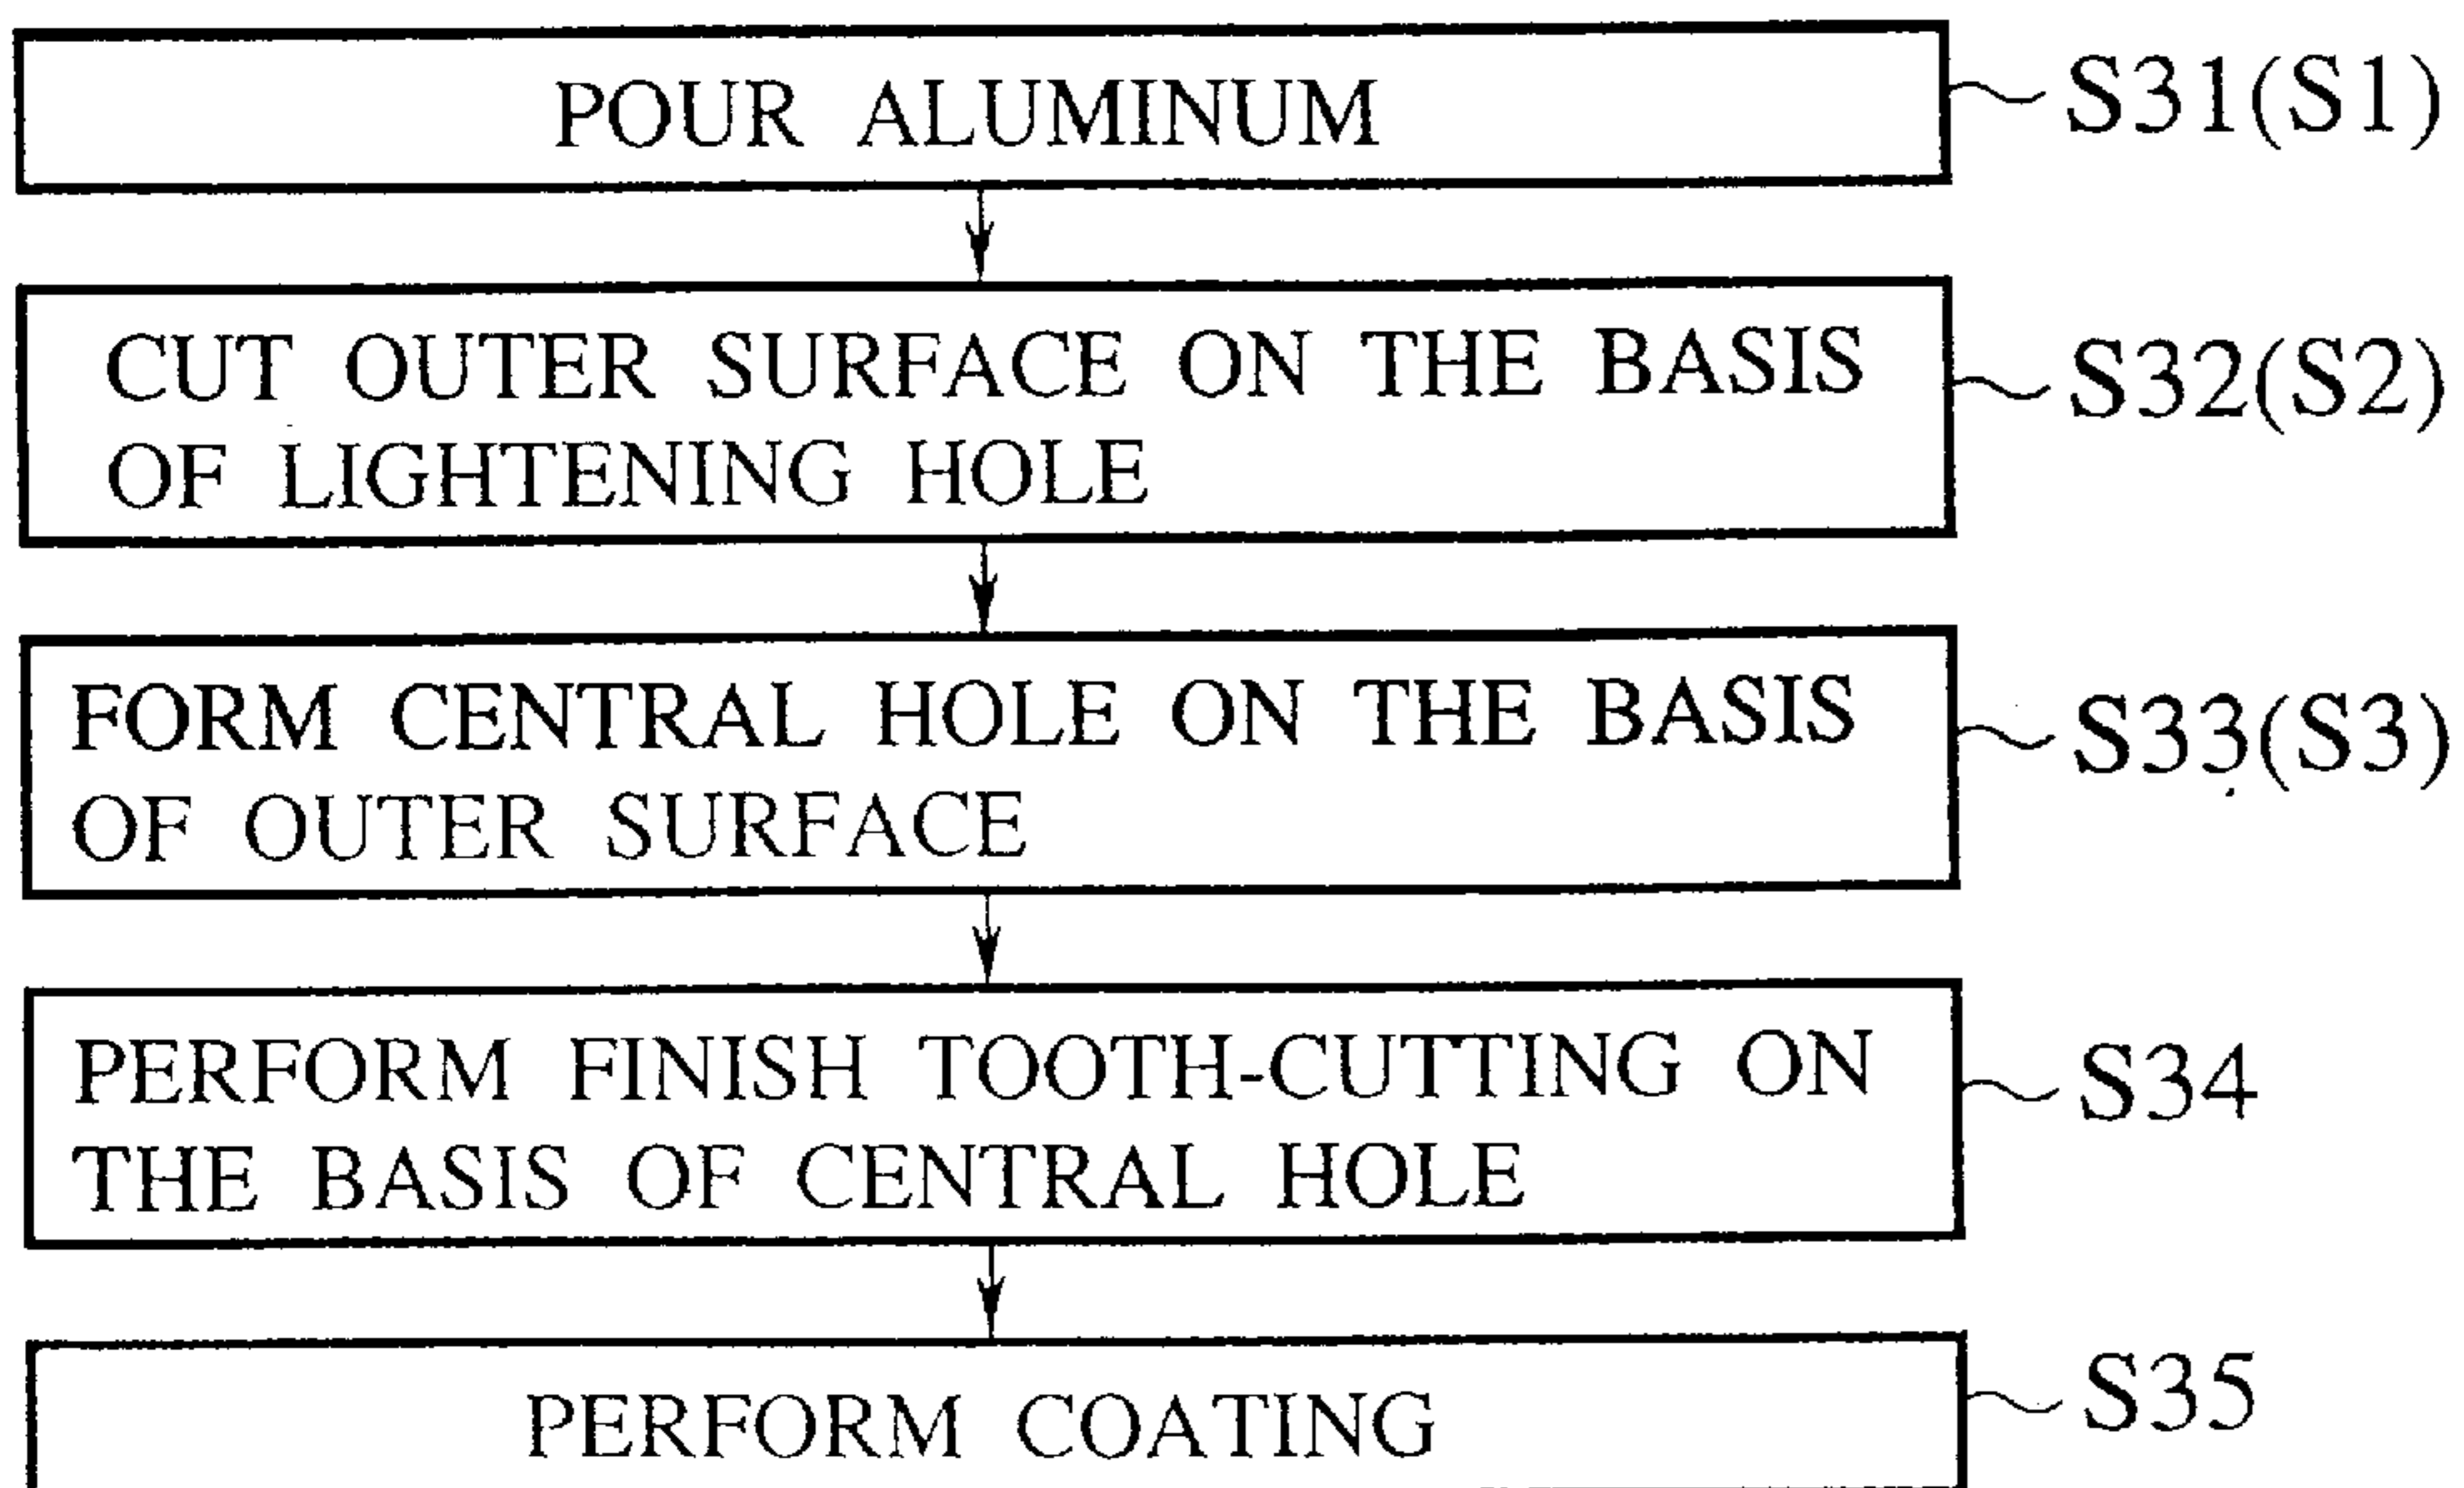 POUR ALUMINUM
S31(S1)
CUT OUTER SURFACE ON THE BASIS
OF LIGHTENING HOLE
S32(S2)
FORM CENTRAL HOLE ON THE BASIS
OF OUTER SURFACE
S33(S3)
PERFORM FINISH TOOTH-CUTTING ON
THE BASIS OF CENTRAL HOLE
S34
PERFORM COATING
S35